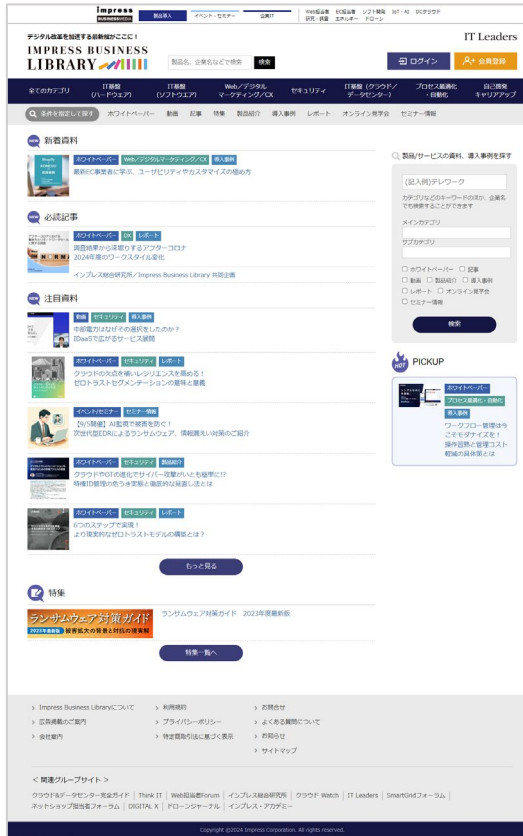 impress
BUSINESS MEDIA
製品導入
イベント・セミナー
企業IT
Web担当者 EC担当者 ソフト開発 IoT・AI DCクラウド
研究・調査 エネルギー ドローン
デジタル改革を加速する最新解がここに!
IT Leaders
IMPRESS BUSINESS
LIBRARY
製品名、企業名などで検索
検索
ログイン
会員登録
全てのカテゴリ
IT基盤
(ハードウェア)
IT基盤
(ソフトウェア)
Web/デジタル
マーケティング/CX
セキュリティ
IT基盤(クラウド/
データセンター)
プロセス最適化
・自動化
自己啓発
キャリアアップ
条件を指定して探す
ホワイトペーパー 動画 記事 特集 製品紹介 導入事例 レポート オンライン見学会 セミナー情報
NEW 新着資料
ホワイトペーパー Web/デジタルマーケティング/CX 導入事例
最新EC事業者に学ぶ、ユーザビリティやカスタマイズの極め方
NEW 必読記事
ホワイトペーパー DX レポート
調査結果から深堀りするアフターコロナ
2024年度のワークスタイル変化
インプレス総合研究所/Impress Business Library 共同企画
NEW 注目資料
動画 セキュリティ 導入事例
中部電力はなぜその選択をしたのか?
IDaaSで広がるサービス展開
ホワイトペーパー セキュリティ レポート
クラウドの欠点を補いレジリエンスを高める!
ゼロトラストセグメンテーションの意味と意義
イベント/セミナー セミナー情報
【9/5開催】AI監視で被害を防ぐ!
次世代型EDRによるランサムウェア、情報漏えい対策のご紹介
ホワイトペーパー セキュリティ 製品紹介
クラウドやOTの進化でサイバー攻撃がいとも簡単に!?
特権ID管理の危うき実態と徹底的な見直し法とは
ホワイトペーパー セキュリティ レポート
6つのステップで実現!
より現実的なゼロトラストモデルの構築とは?
もっと見る
特集
ランサムウェア対策ガイド
2023年度最新版 被害拡大の背景と対抗の現実解
ランサムウェア対策ガイド 2023年度最新版
特集一覧へ
製品/サービスの資料、導入事例を探す
(記入例)テレワーク
カテゴリなどのキーワードのほか、企業名
でも検索することができます
メインカテゴリ
サブカテゴリ
ホワイトペーパー 記事
動画 製品紹介 導入事例
レポート オンライン見学会
セミナー情報
検索
HOT PICKUP
ホワイトペーパー
プロセス最適化・自動化
導入事例
ワークフロー管理は今
こそモダナイズを!
操作習熟と管理コスト
軽減の具体策とは
> Impress Business Libraryについて > 利用規約 > お問合せ
> 広告掲載のご案内 > プライバシーポリシー > よくある質問について
> 会社案内 > 特定商取引法に基づく表示 > お知らせ
> サイトマップ
< 関連グループサイト >
クラウド&データセンター完全ガイド | Think IT | Web担当者Forum | インプレス総合研究所 | クラウド Watch | IT Leaders | SmartGridフォーラム |
ネットショップ担当者フォーラム | DIGITAL X | ドローンジャーナル | インプレス・アカデミー
Copyright ©2024 Impress Corporation. All rights reserved.